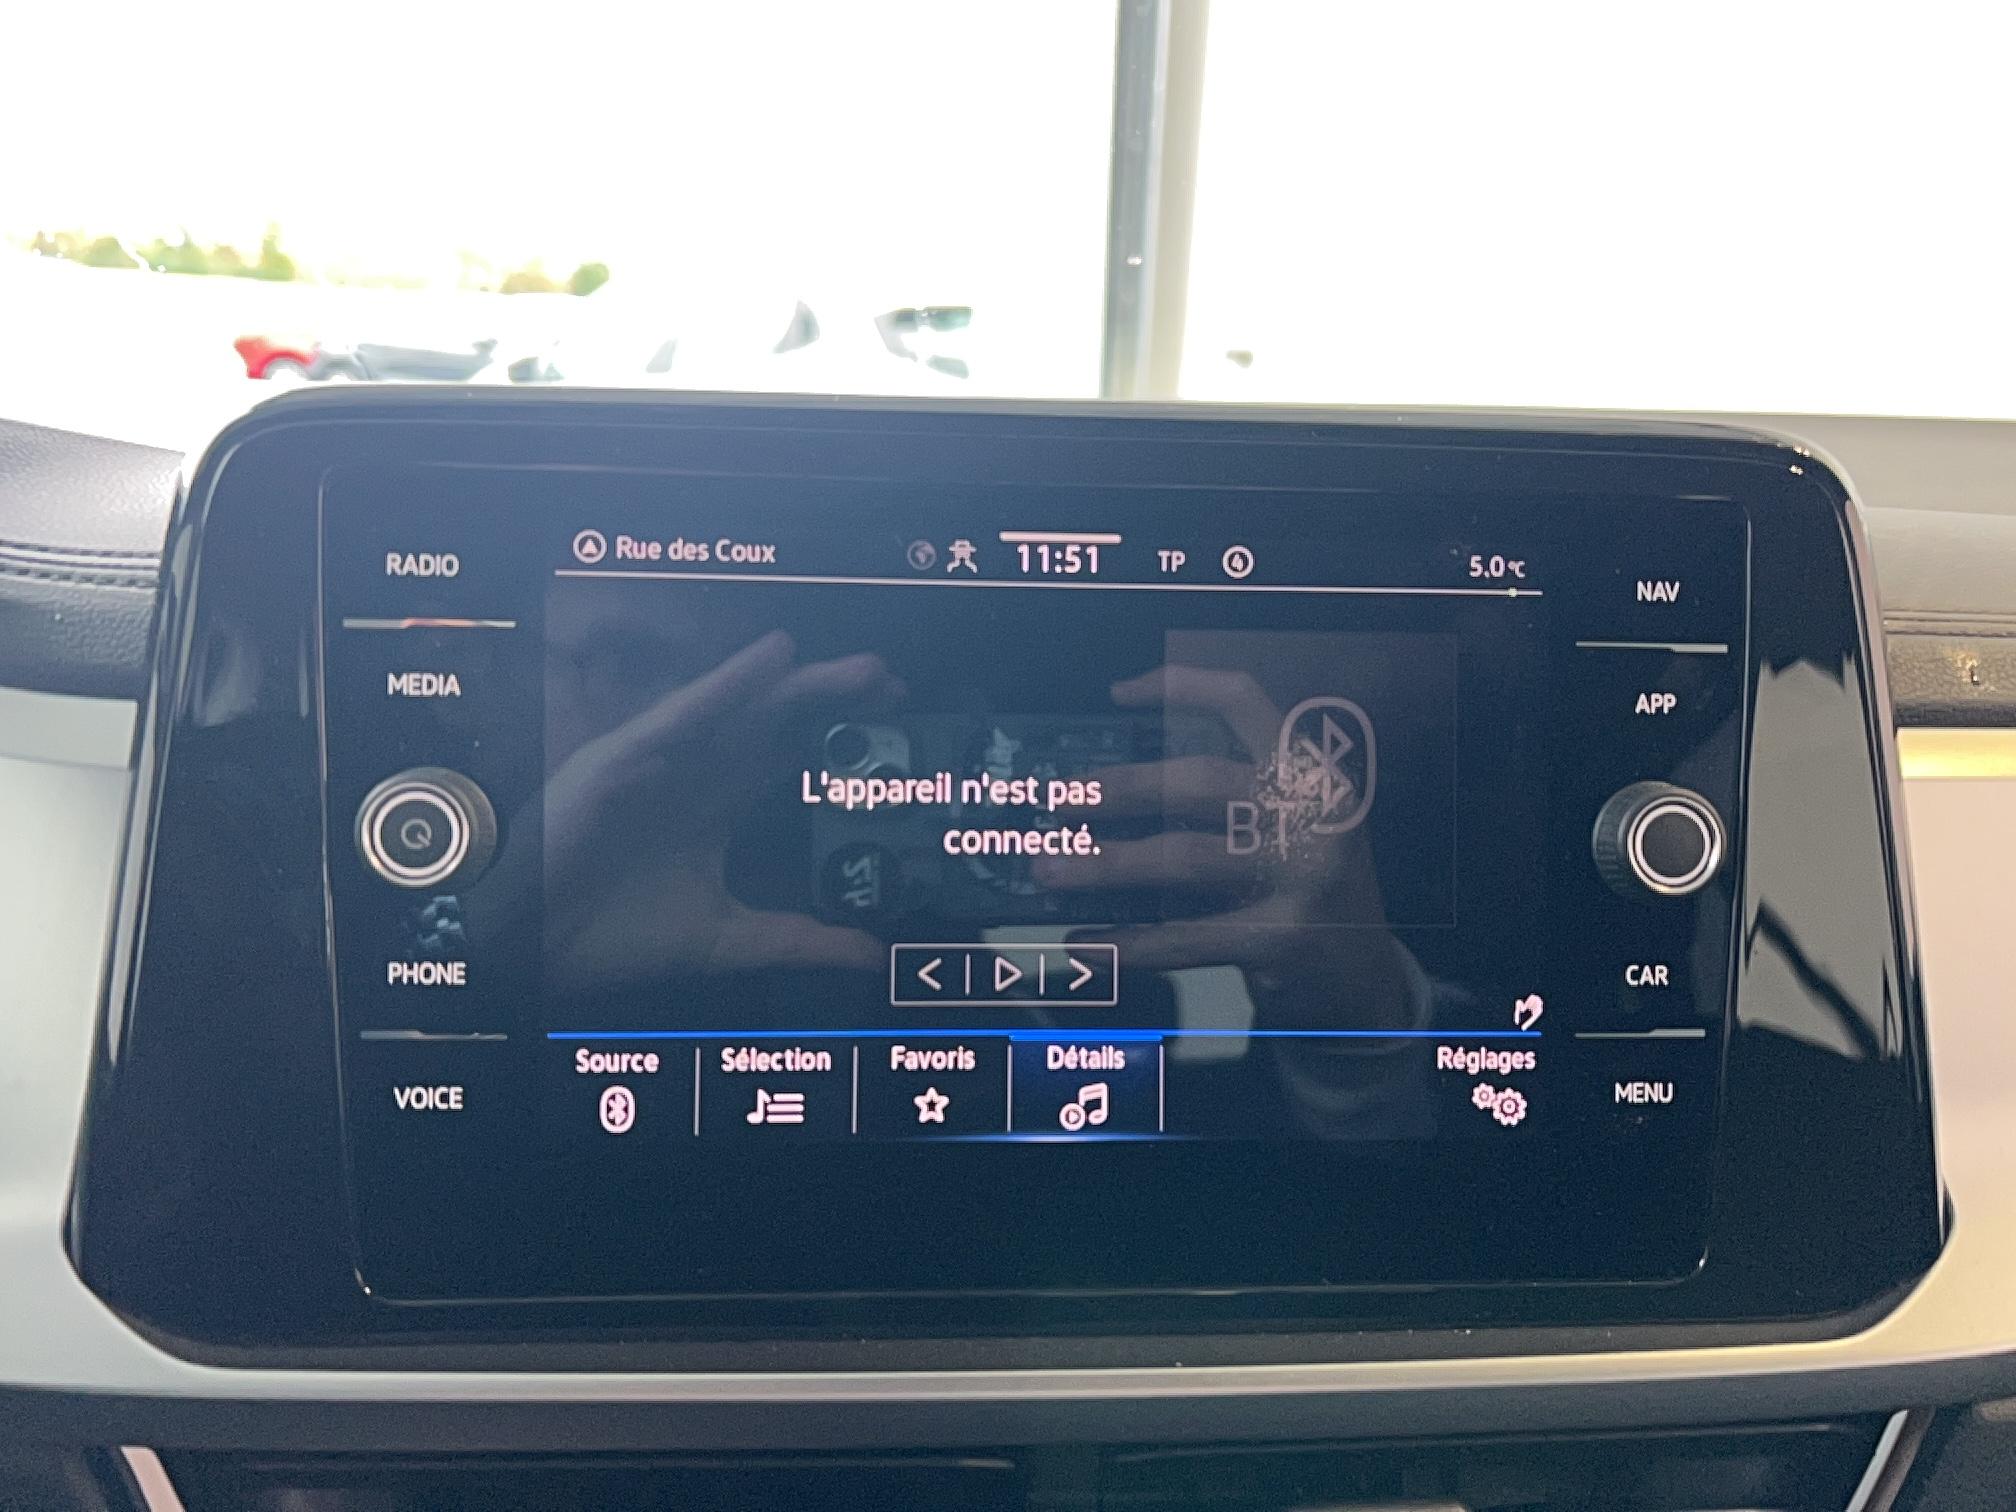 Rue des Coux 11:51 TP 4 5.0°C
RADIO
MEDIA
PHONE
VOICE
L'appareil n'est pas
connecté.
BT
Source
Sélection
Favoris
Détails
Réglages
NAV
APP
CAR
MENU